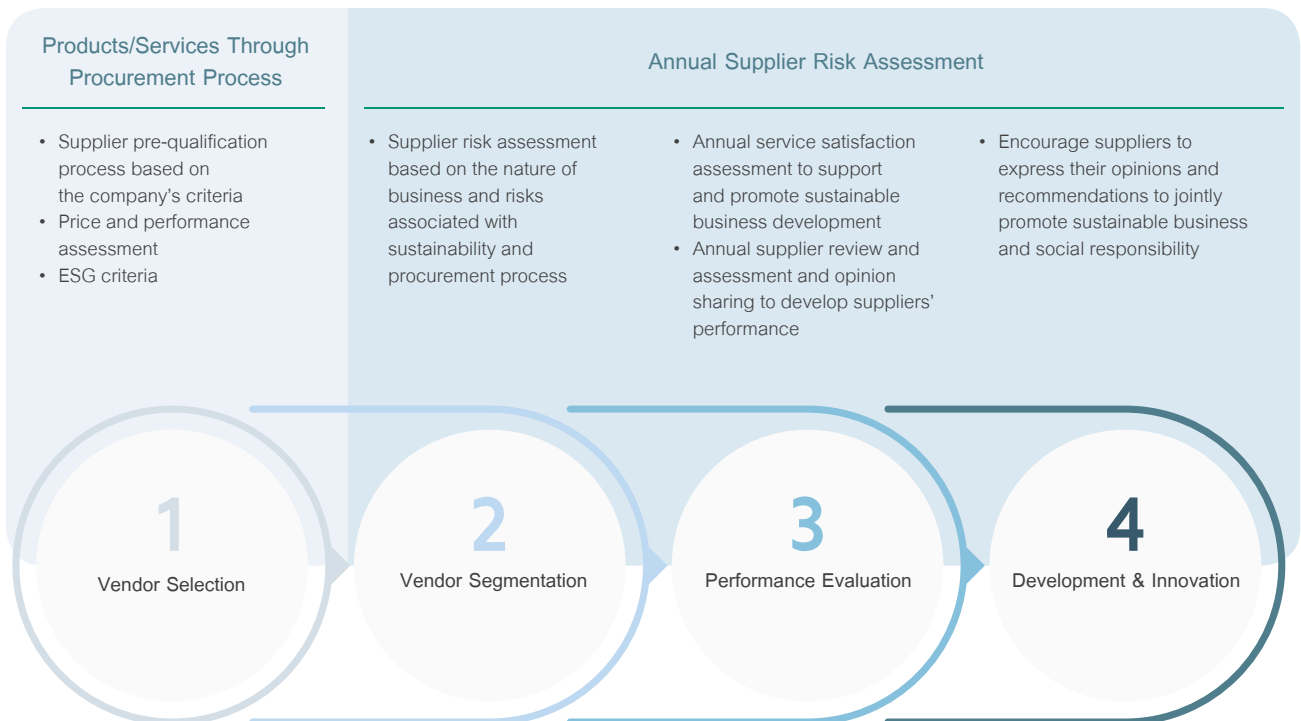 Products/Services Through
Procurement Process
Annual Supplier Risk Assessment
• Supplier pre-qualification
process based on
the company's criteria
• Price and performance
assessment
• ESG criteria
• Supplier risk assessment
based on the nature of
business and risks
associated with
sustainability and
procurement process
• Annual service satisfaction
assessment to support
and promote sustainable
business development
• Annual supplier review and
assessment and opinion
sharing to develop suppliers'
performance
• Encourage suppliers to
express their opinions and
recommendations to jointly
promote sustainable business
and social responsibility
1
Vendor Selection
2
Vendor Segmentation
3
Performance Evaluation
4
Development & Innovation